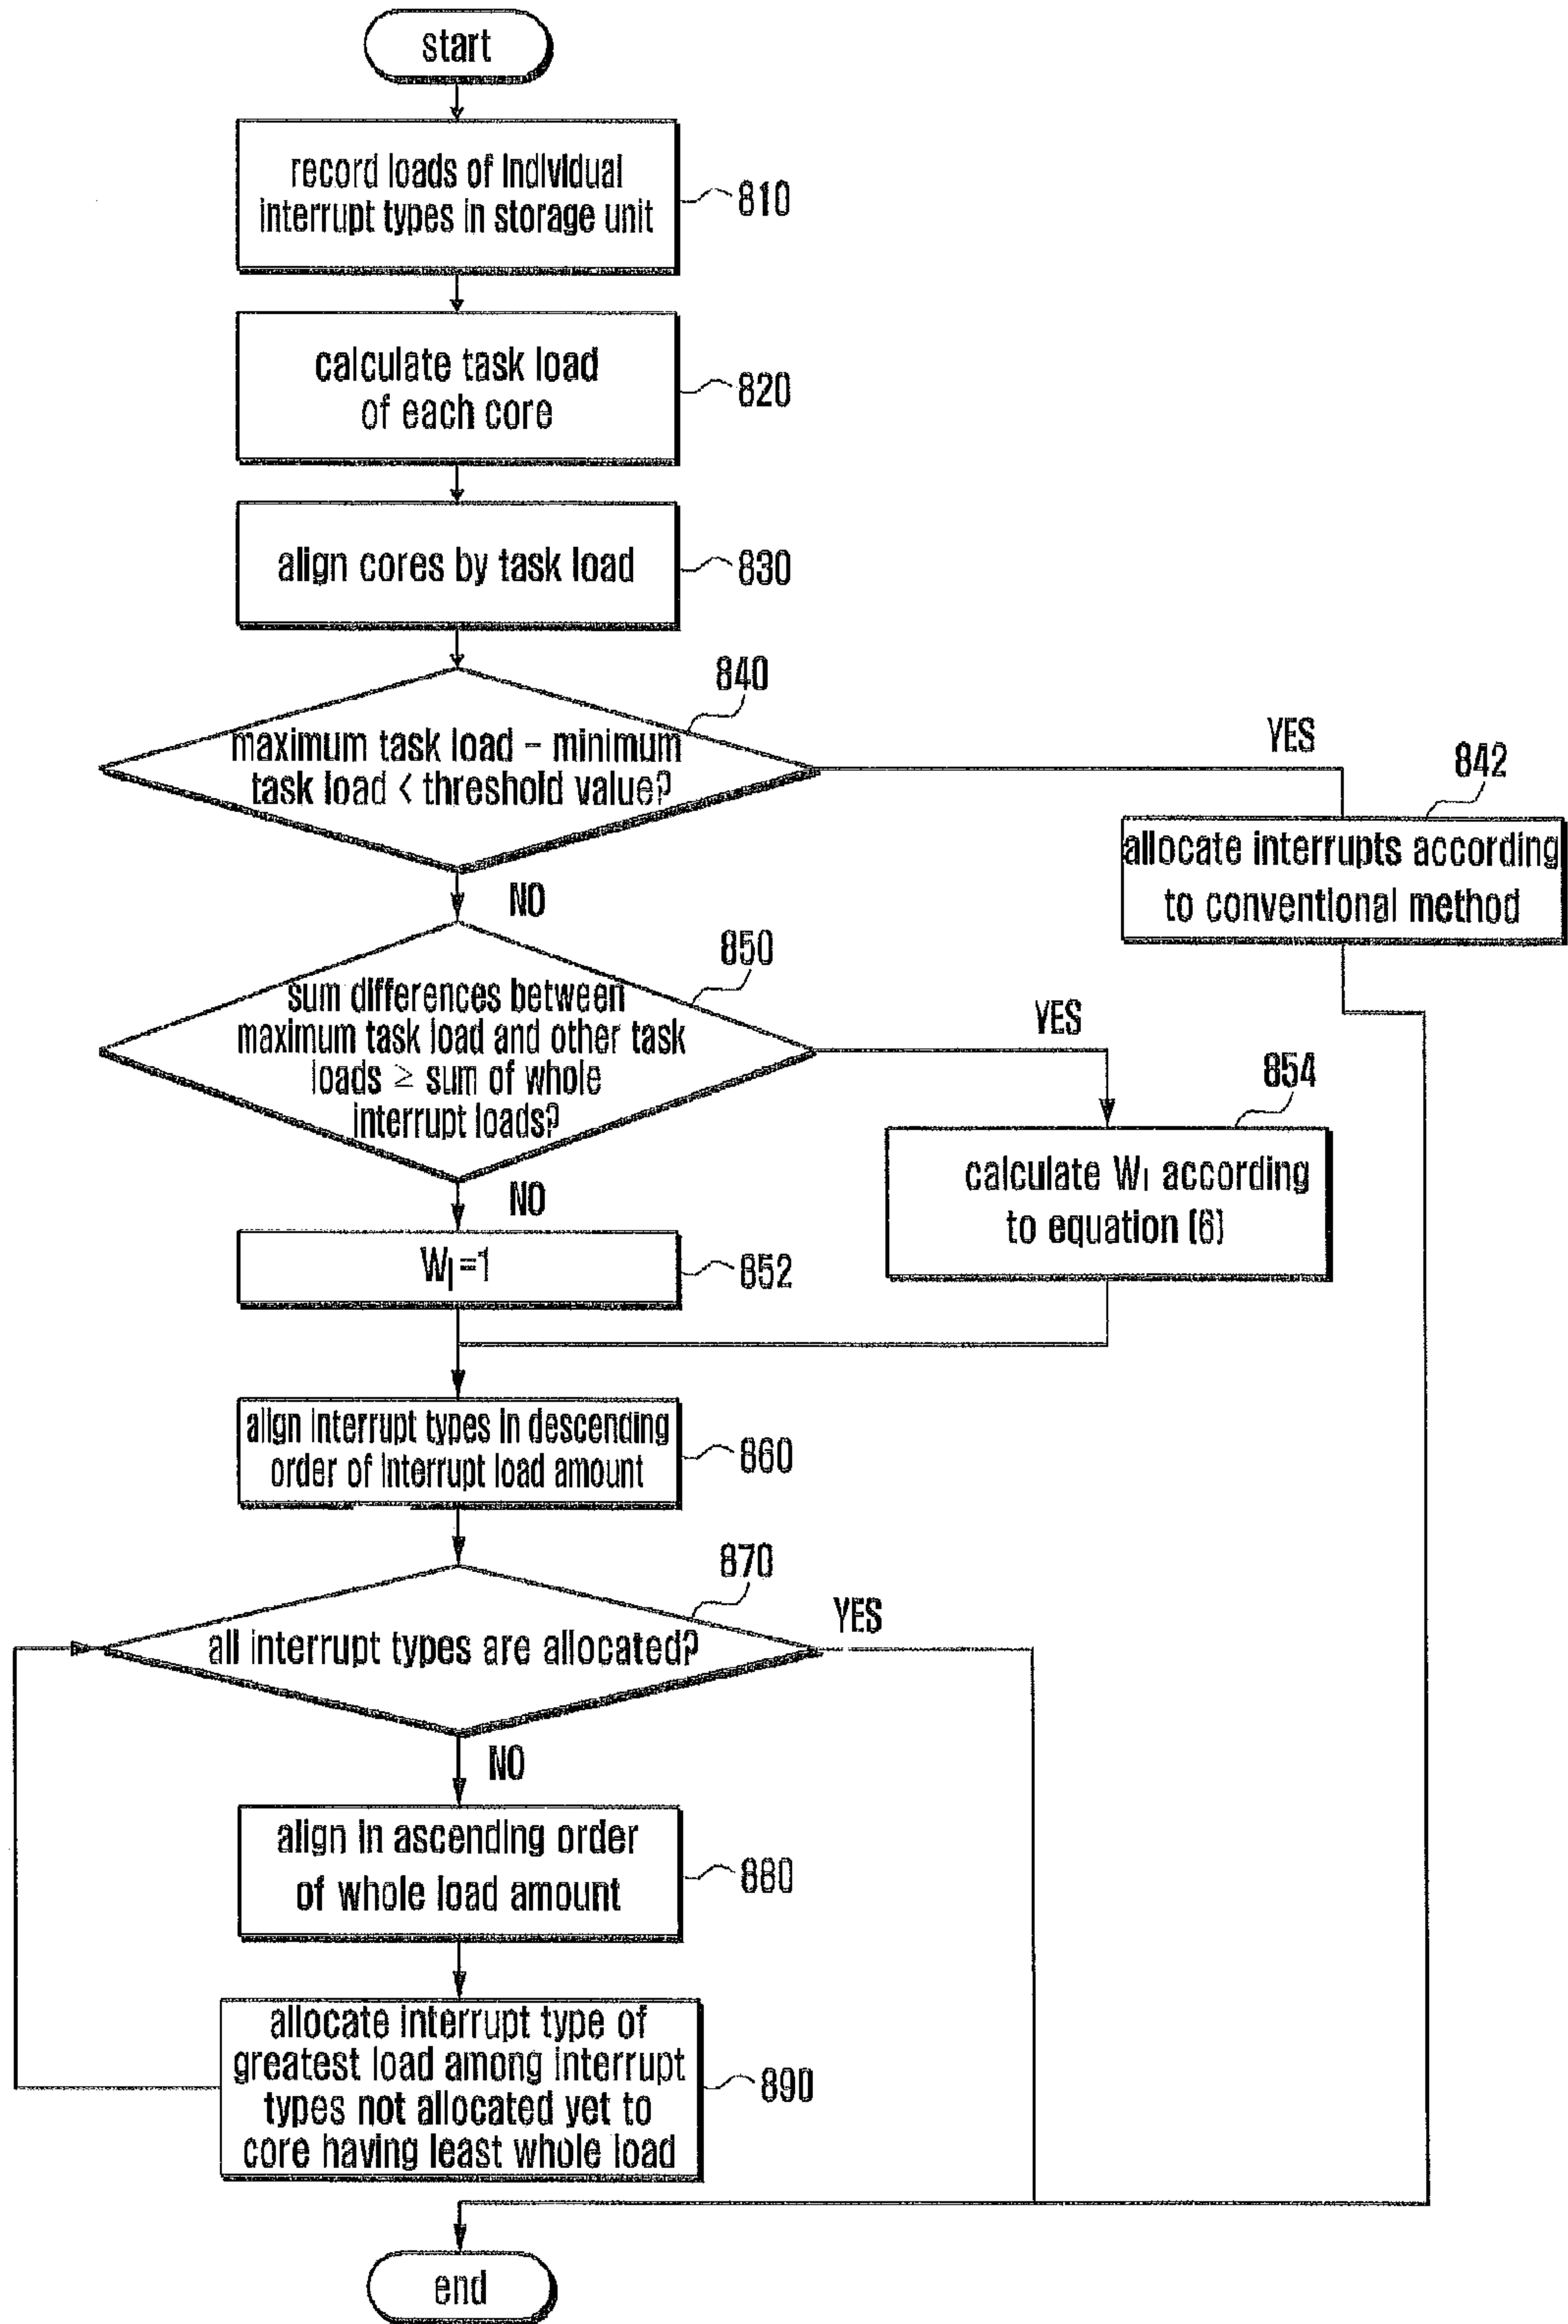 start
record loads of individual
interrupt types in storage unit
810
calculate task load
of each core
820
align cores by task load
830
840
maximum task load – minimum
task load < threshold value?
YES
842
allocate interrupts according
to conventional method
NO
850
sum differences between
maximum task load and other task
loads ≥ sum of whole
interrupt loads?
YES
854
calculate WI according
to equation (6)
NO
WI =1
852
align interrupt types in descending
order of interrupt load amount
860
870
all interrupt types are allocated?
YES
NO
align in ascending order
of whole load amount
880
allocate interrupt type of
greatest load among interrupt
types not allocated yet to
core having least whole load
890
end